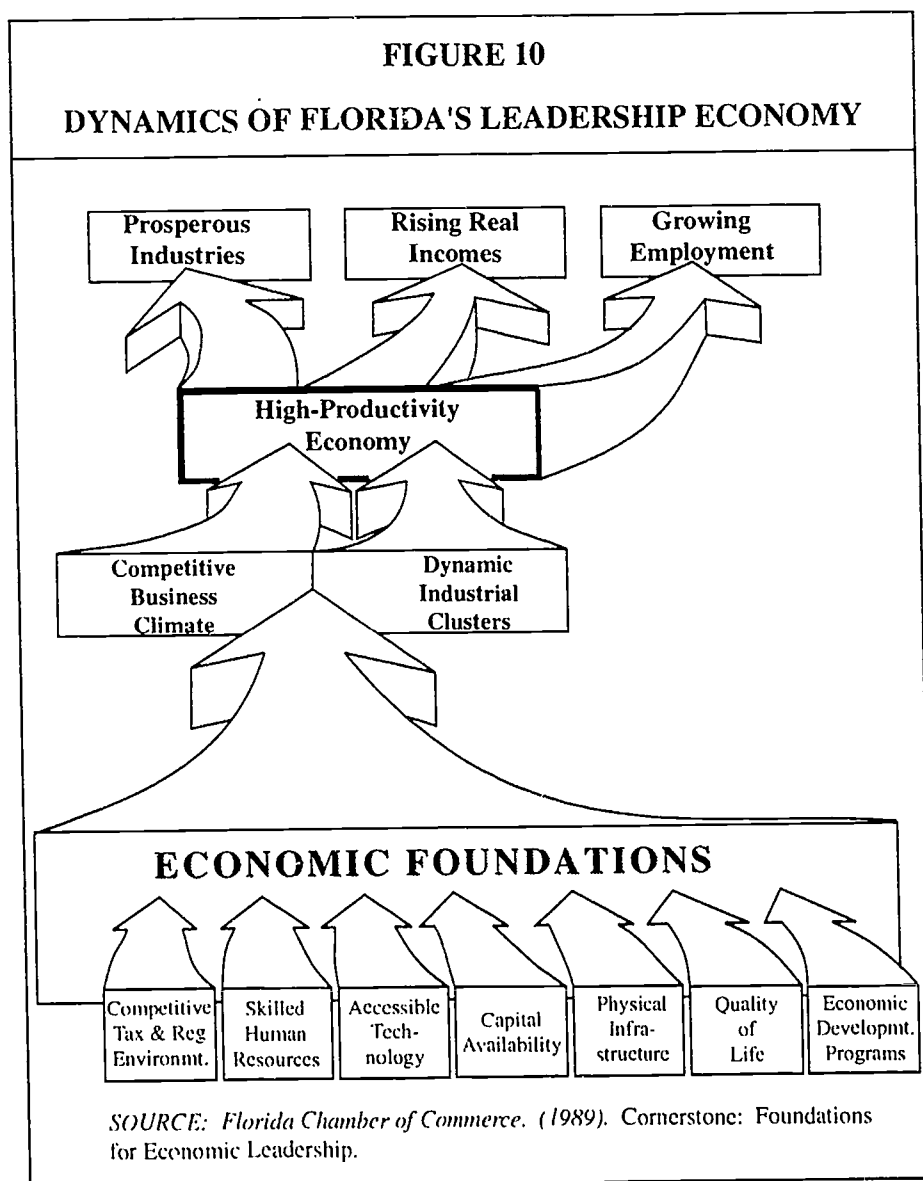 FIGURE 10
DYNAMICS OF FLORIDA'S LEADERSHIP ECONOMY
Prosperous
Industries
Rising Real
Incomes
Growing
Employment
High-Productivity
Economy
Competitive
Business
Climate
Dynamic
Industrial
Clusters
ECONOMIC FOUNDATIONS
Competitive
Tax & Reg
Environmt.
Skilled
Human
Resources
Accessible
Tech-
nology
Capital
Availability
Physical
Infra-
structure
Quality
of
Life
Economic
Developmt.
Programs
SOURCE: Florida Chamber of Commerce. (1989). Cornerstone: Foundations
for Economic Leadership.